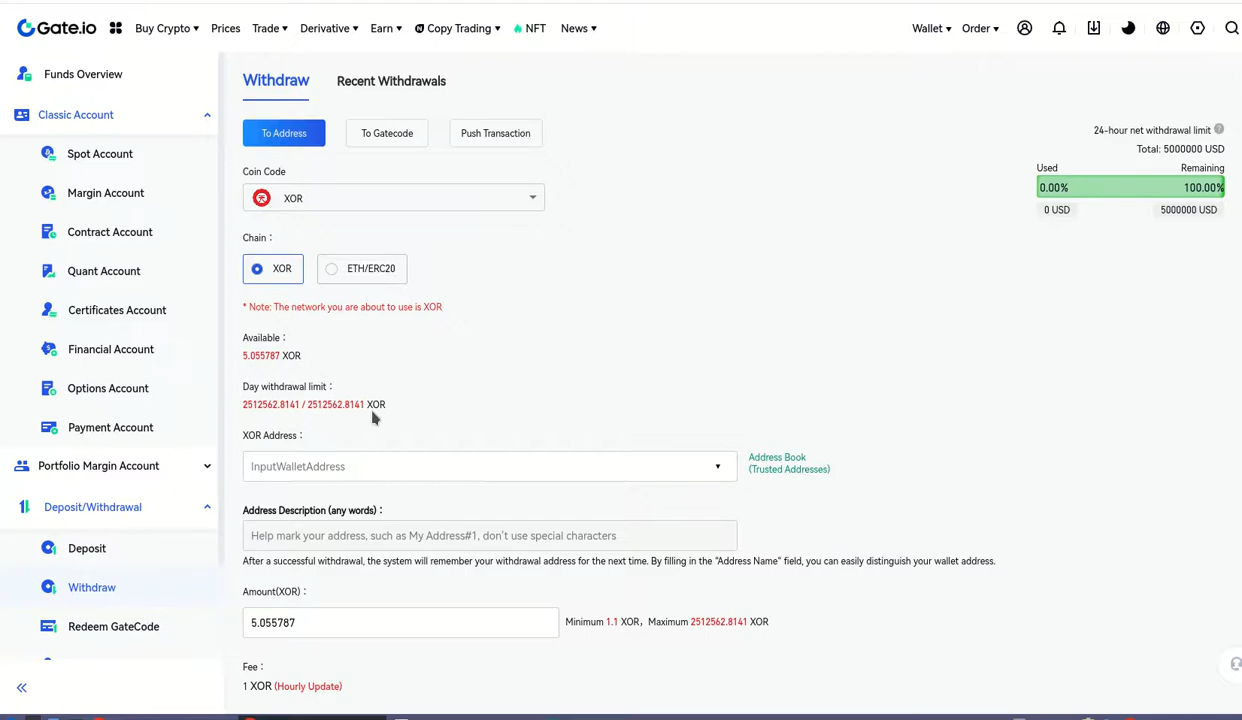 Gate.io Buy Crypto Prices Trade Derivative Earn Copy Trading NFT News Wallet Order
Funds Overview
Classic Account
Spot Account
Margin Account
Contract Account
Quant Account
Certificates Account
Financial Account
Options Account
Payment Account
Portfolio Margin Account
Deposit/Withdrawal
Deposit
Withdraw
Redeem GateCode
Withdraw Recent Withdrawals
To Address To Gatecode Push Transaction
Coin Code
XOR
Chain：
XOR ETH/ERC20
* Note: The network you are about to use is XOR
Available：
5.055787 XOR
Day withdrawal limit：
2512562.8141 / 2512562.8141 XOR
XOR Address：
InputWalletAddress
Address Book
(Trusted Addresses)
Address Description (any words)：
Help mark your address, such as My Address#1, don't use special characters
After a successful withdrawal, the system will remember your withdrawal address for the next time. By filling in the "Address Name" field, you can easily distinguish your wallet address.
Amount(XOR)：
5.055787 Minimum 1.1 XOR，Maximum 2512562.8141 XOR
Fee：
1 XOR (Hourly Update)
24-hour net withdrawal limit
Total: 5000000 USD
Used Remaining
0.00% 100.00%
0 USD 5000000 USD